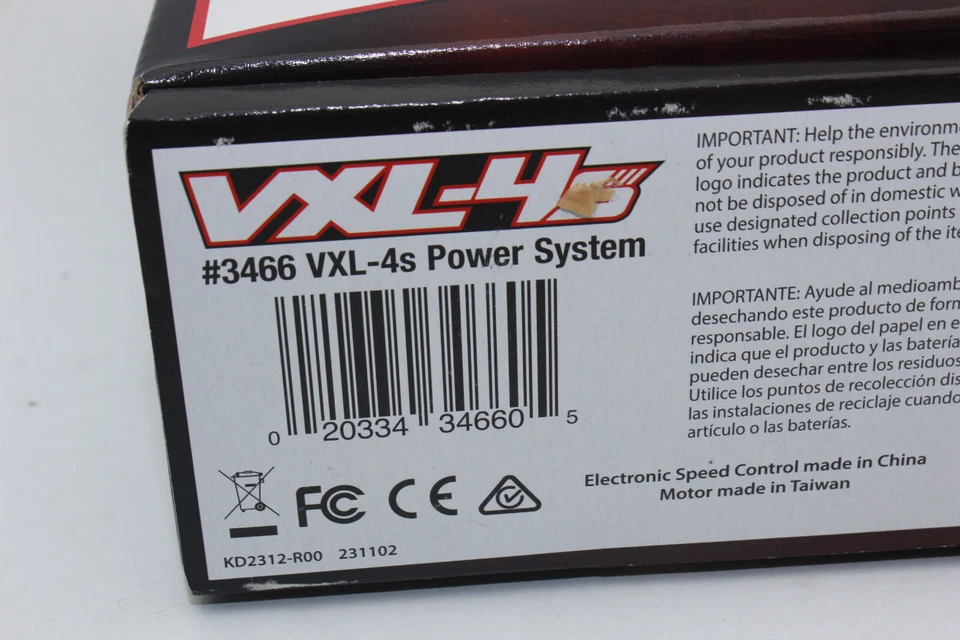 VXL-4s
#3466 VXL-4s Power System
0 20334 34660 5
FC CE
KD2312-R00 231102
IMPORTANT: Help the environm
of your product responsibly. The
logo indicates the product and b
not be disposed of in domestic w
use designated collection points
facilities when disposing of the ite
IMPORTANTE: Ayude al medioamb
desechando este producto de form
responsable. El logo del papel en e
indica que el producto y las batería
pueden desechar entre los residuos
Utilice los puntos de recolección dis
las instalaciones de reciclaje cuando
artículo o las baterías.
Electronic Speed Control made in China
Motor made in Taiwan